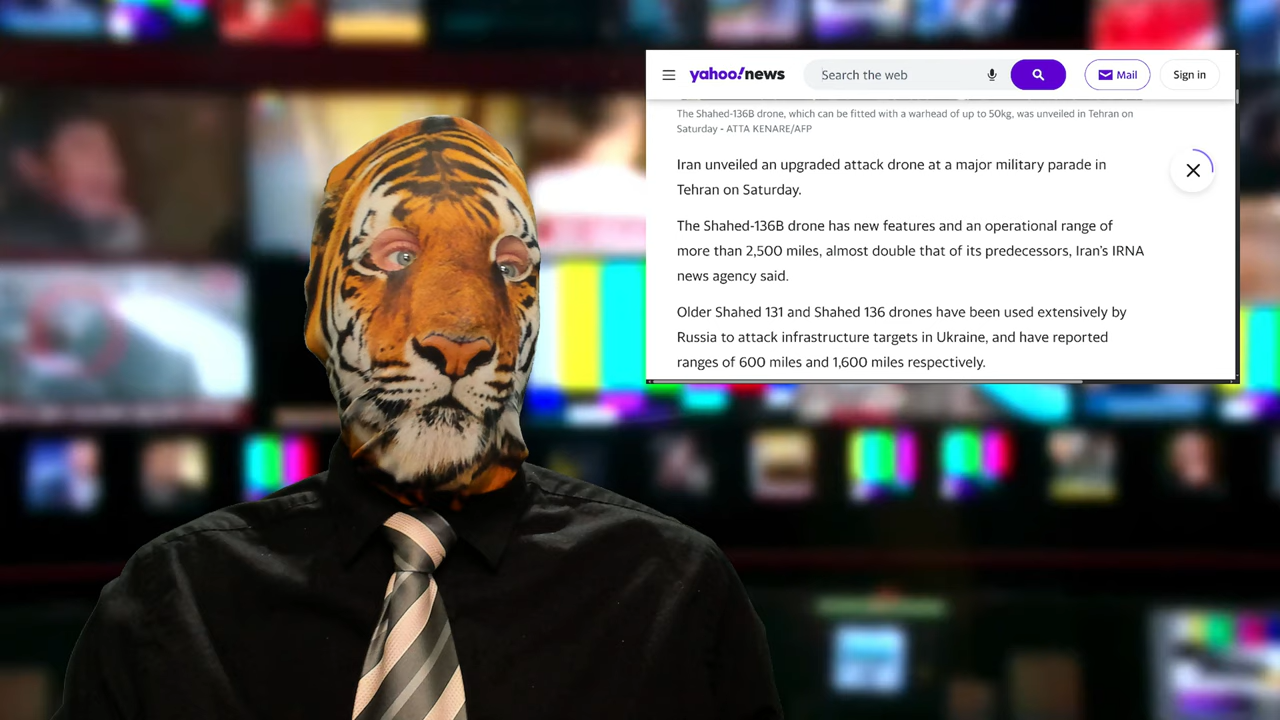 yahoo!news
Search the web
Mail
Sign in
The Shahed-136B drone, which can be fitted with a warhead of up to 50kg, was unveiled in Tehran on
Saturday - ATTA KENARE/AFP
Iran unveiled an upgraded attack drone at a major military parade in
Tehran on Saturday.
The Shahed-136B drone has new features and an operational range of
more than 2,500 miles, almost double that of its predecessors, Iran's IRNA
news agency said.
Older Shahed 131 and Shahed 136 drones have been used extensively by
Russia to attack infrastructure targets in Ukraine, and have reported
ranges of 600 miles and 1,600 miles respectively.